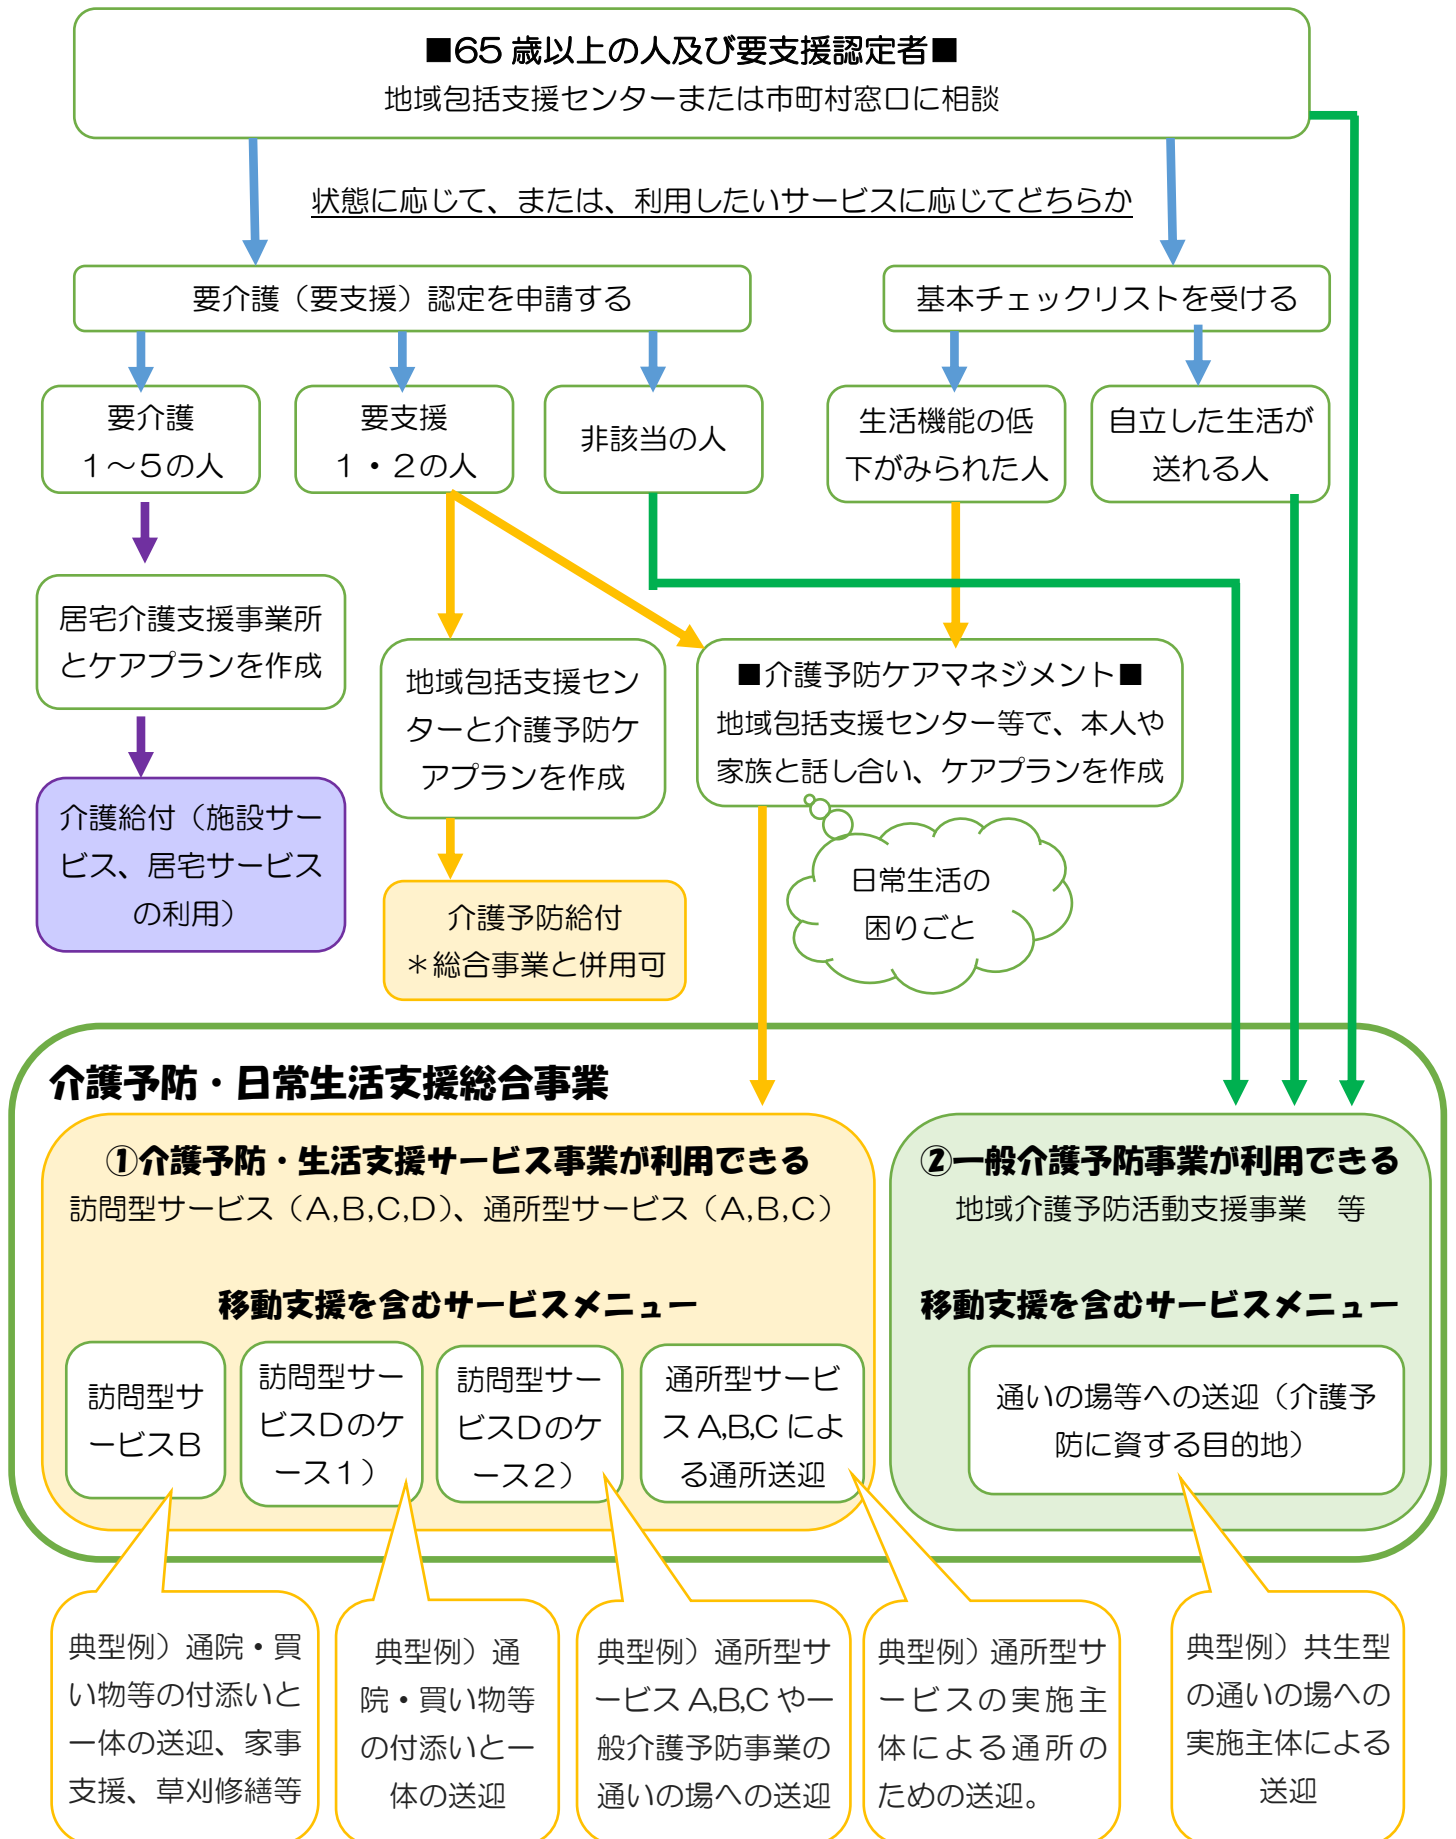 ■65歳以上の人及び要支援認定者■
地域包括支援センターまたは市町村窓口に相談
状態に応じて、または、利用したいサービスに応じてどちらか
要介護（要支援）認定を申請する
基本チェックリストを受ける
要介護
１～５の人
要支援
１・２の人
非該当の人
生活機能の低
下がみられた人
自立した生活が
送れる人
居宅介護支援事業所
とケアプランを作成
地域包括支援セン
ターと介護予防ケ
アプランを作成
■介護予防ケアマネジメント■
地域包括支援センター等で、本人や
家族と話し合い、ケアプランを作成
介護給付（施設サー
ビス、居宅サービス
の利用）
介護予防給付
＊総合事業と併用可
日常生活の
困りごと
介護予防・日常生活支援総合事業
①介護予防・生活支援サービス事業が利用できる
訪問型サービス（A,B,C,D）、通所型サービス（A,B,C）
移動支援を含むサービスメニュー
訪問型サ
ービスＢ
訪問型サー
ビスＤのケ
ース１）
訪問型サー
ビスＤのケ
ース２）
通所型サービ
ス A,B,C によ
る通所送迎
②一般介護予防事業が利用できる
地域介護予防活動支援事業　等
移動支援を含むサービスメニュー
通いの場等への送迎（介護予
防に資する目的地）
典型例）通院・買
い物等の付添いと
一体の送迎、家事
支援、草刈修繕等
典型例）通
院・買い物等
の付添いと一
体の送迎
典型例）通所型サ
ービス A,B,C や一
般介護予防事業の
通いの場への送迎
典型例）通所型サ
ービスの実施主
体による通所の
ための送迎。
典型例）共生型
の通いの場への
実施主体による
送迎